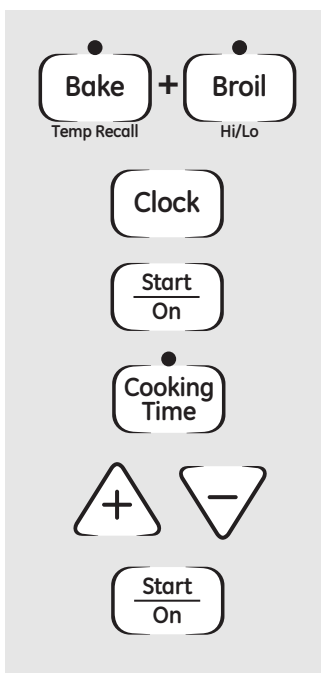 Bake + Broil
Temp Recall Hi/Lo
Clock
Start
On
Cooking
Time
+ −
Start
On